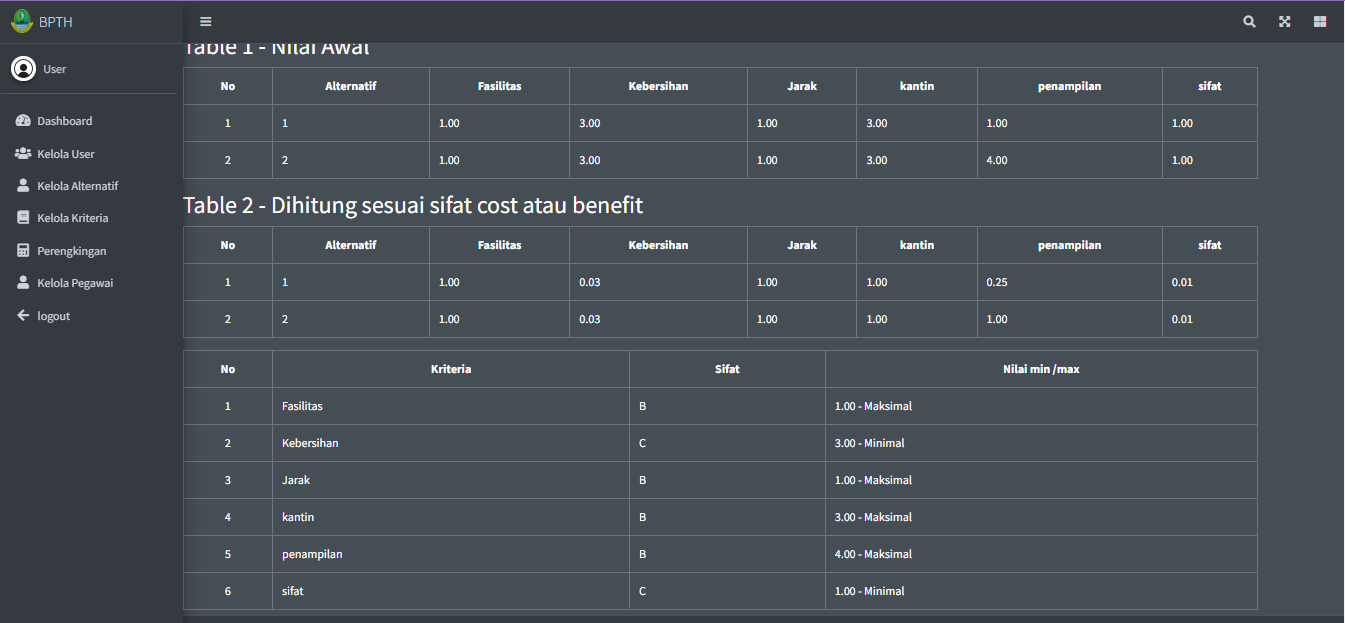 BPTH
User
Dashboard
Kelola User
Kelola Alternatif
Kelola Kriteria
Perengkingan
Kelola Pegawai
logout
Table 1 - Nilai Awal
No Alternatif Fasilitas Kebersihan Jarak kantin penampilan sifat
1 1 1.00 3.00 1.00 3.00 1.00 1.00
2 2 1.00 3.00 1.00 3.00 4.00 1.00
Table 2 - Dihitung sesuai sifat cost atau benefit
No Alternatif Fasilitas Kebersihan Jarak kantin penampilan sifat
1 1 1.00 0.03 1.00 1.00 0.25 0.01
2 2 1.00 0.03 1.00 1.00 1.00 0.01
No Kriteria Sifat Nilai min /max
1 Fasilitas B 1.00 - Maksimal
2 Kebersihan C 3.00 - Minimal
3 Jarak B 1.00 - Maksimal
4 kantin B 3.00 - Maksimal
5 penampilan B 4.00 - Maksimal
6 sifat C 1.00 - Minimal